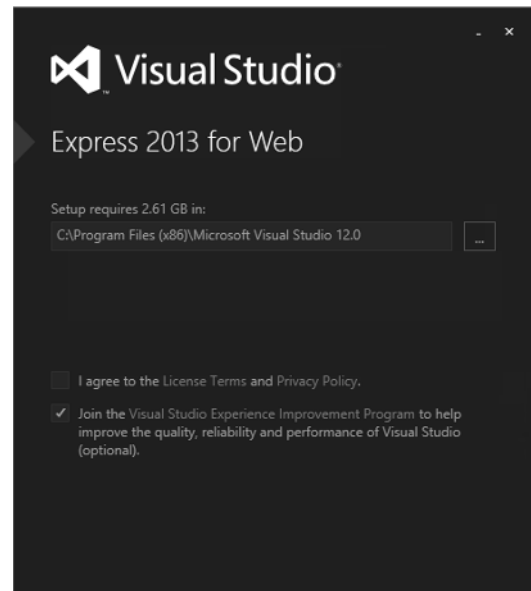 Visual Studio
Express 2013 for Web
Setup requires 2.61 GB in:
C:\Program Files (x86)\Microsoft Visual Studio 12.0
...
I agree to the License Terms and Privacy Policy.
Join the Visual Studio Experience Improvement Program to help
improve the quality, reliability and performance of Visual Studio
(optional).